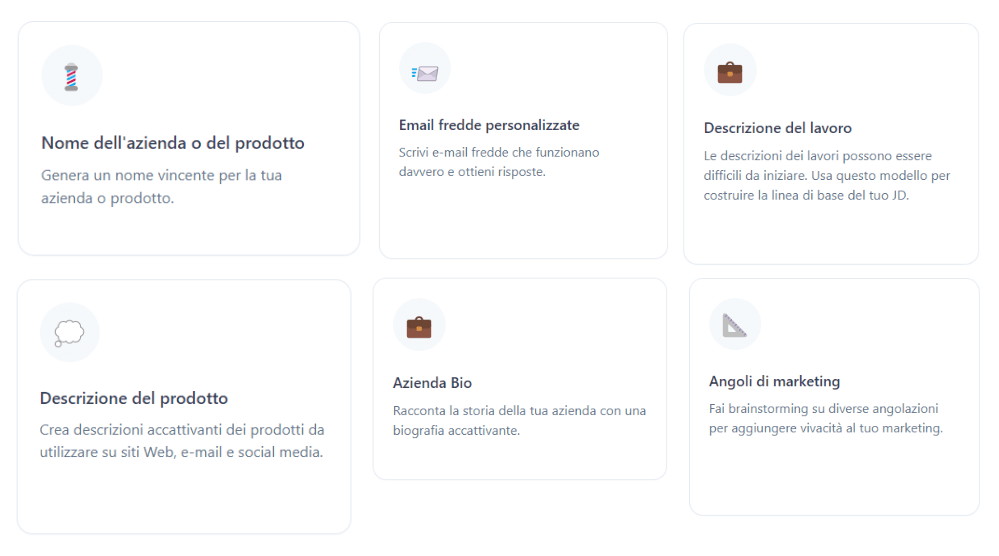 Nome dell'azienda o del prodotto
Genera un nome vincente per la tua
azienda o prodotto.
Email fredde personalizzate
Scrivi e-mail fredde che funzionano
davvero e ottieni risposte.
Descrizione del lavoro
Le descrizioni dei lavori possono essere
difficili da iniziare. Usa questo modello per
costruire la linea di base del tuo JD.
Descrizione del prodotto
Crea descrizioni accattivanti dei prodotti da
utilizzare su siti Web, e-mail e social media.
Azienda Bio
Racconta la storia della tua azienda con una
biografia accattivante.
Angoli di marketing
Fai brainstorming su diverse angolazioni
per aggiungere vivacità al tuo marketing.